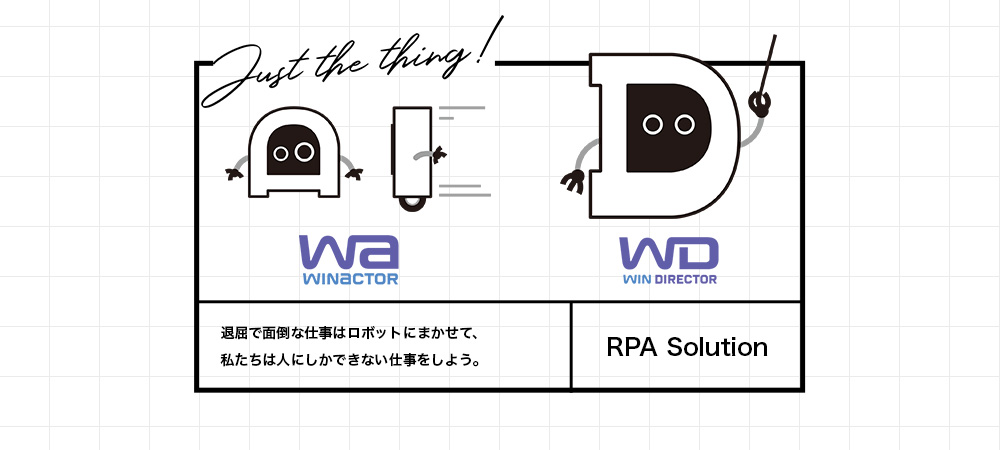 Just the thing!
Wa
WINACTOR
WD
WIN DIRECTOR
退屈で面倒な仕事はロボットにまかせて、
私たちは人にしかできない仕事をしよう。
RPA Solution